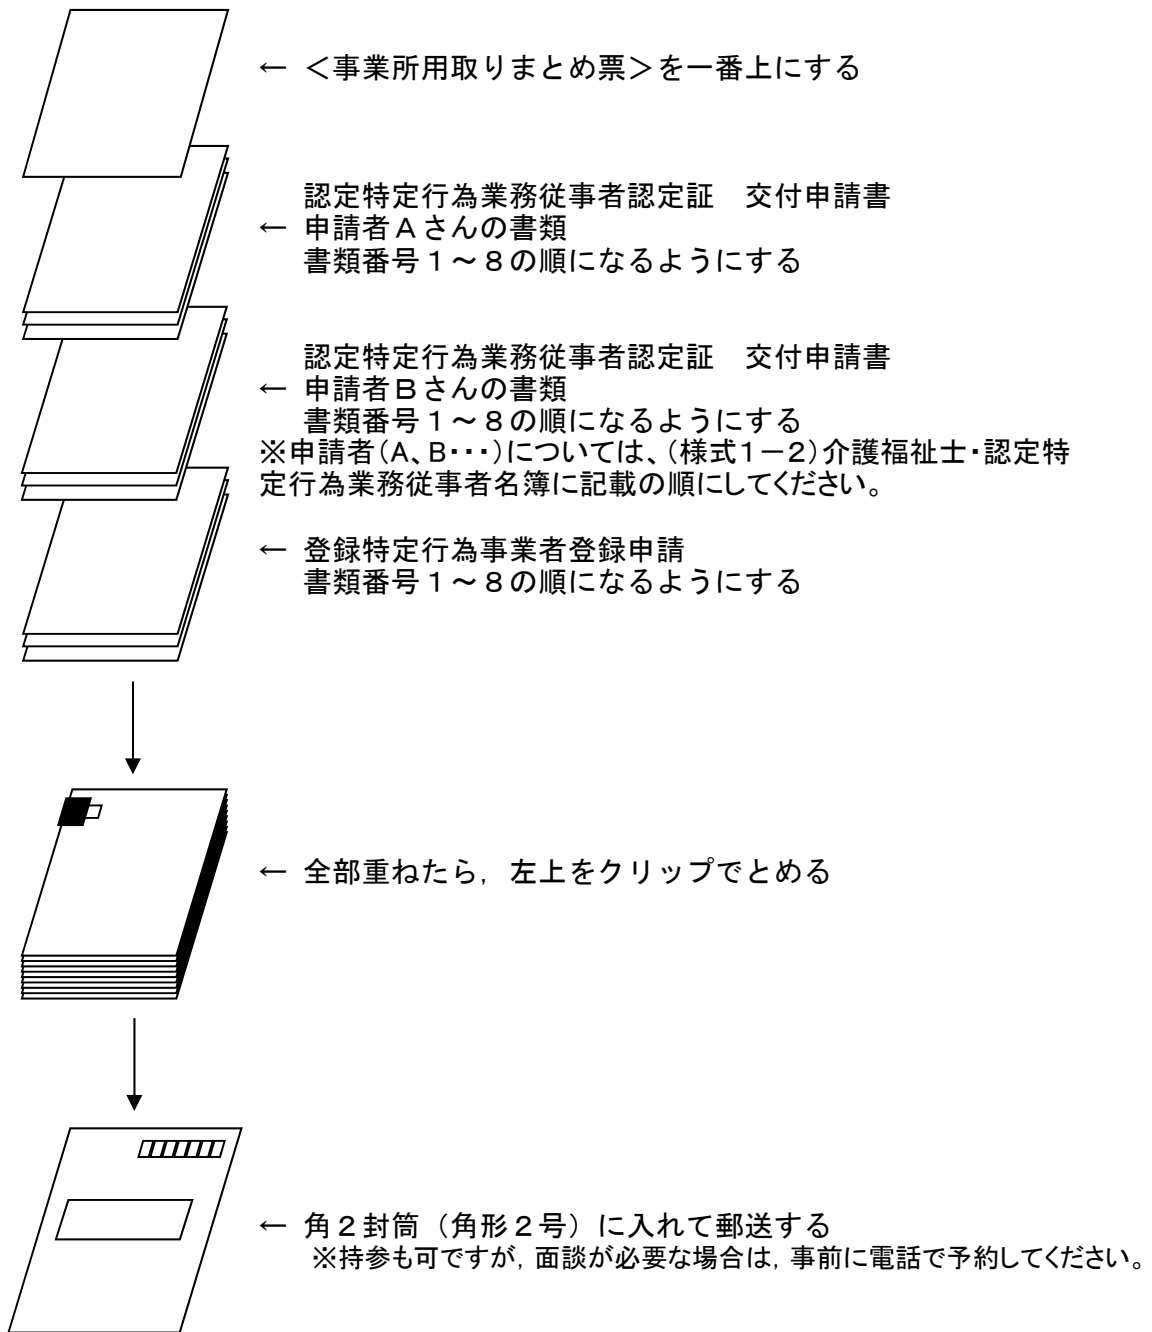 ← ＜事業所用取りまとめ票＞を一番上にする
認定特定行為業務従事者認定証　交付申請書
← 申請者Ａさんの書類
書類番号１～８の順になるようにする
認定特定行為業務従事者認定証　交付申請書
← 申請者Ｂさんの書類
書類番号１～８の順になるようにする
※申請者（A、B・・・）については、（様式１－２）介護福祉士・認定特
定行為業務従事者名簿に記載の順にしてください。
← 登録特定行為事業者登録申請
書類番号１～８の順になるようにする
← 全部重ねたら，左上をクリップでとめる
← 角２封筒（角形２号）に入れて郵送する
※持参も可ですが，面談が必要な場合は，事前に電話で予約してください。